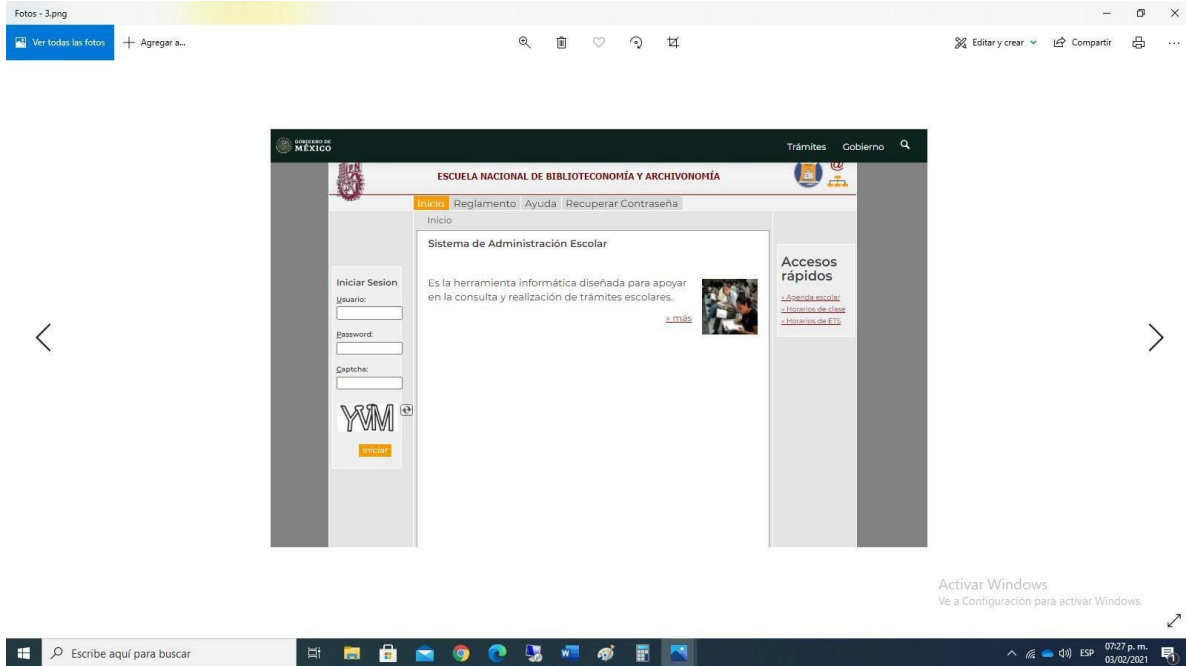 Fotos - 3.png
Ver todas las fotos
Agregar a...
Editar y crear
Compartir
GOBIERNO DE
MÉXICO
Trámites Gobierno
IPN
@
ESCUELA NACIONAL DE BIBLIOTECONOMÍA Y ARCHIVONOMÍA
Inicio Reglamento Ayuda Recuperar Contraseña
Inicio
Iniciar Sesion
Usuario:
Password:
Captcha:
YVM
Iniciar
Sistema de Administración Escolar
Es la herramienta informática diseñada para apoyar
en la consulta y realización de trámites escolares.
» más
Accesos
rápidos
» Agenda escolar
» Horarios de clase
» Horarios de ETS
Activar Windows
Ve a Configuración para activar Windows.
Escribe aquí para buscar
ESP
07:27 p. m.
03/02/2021
1